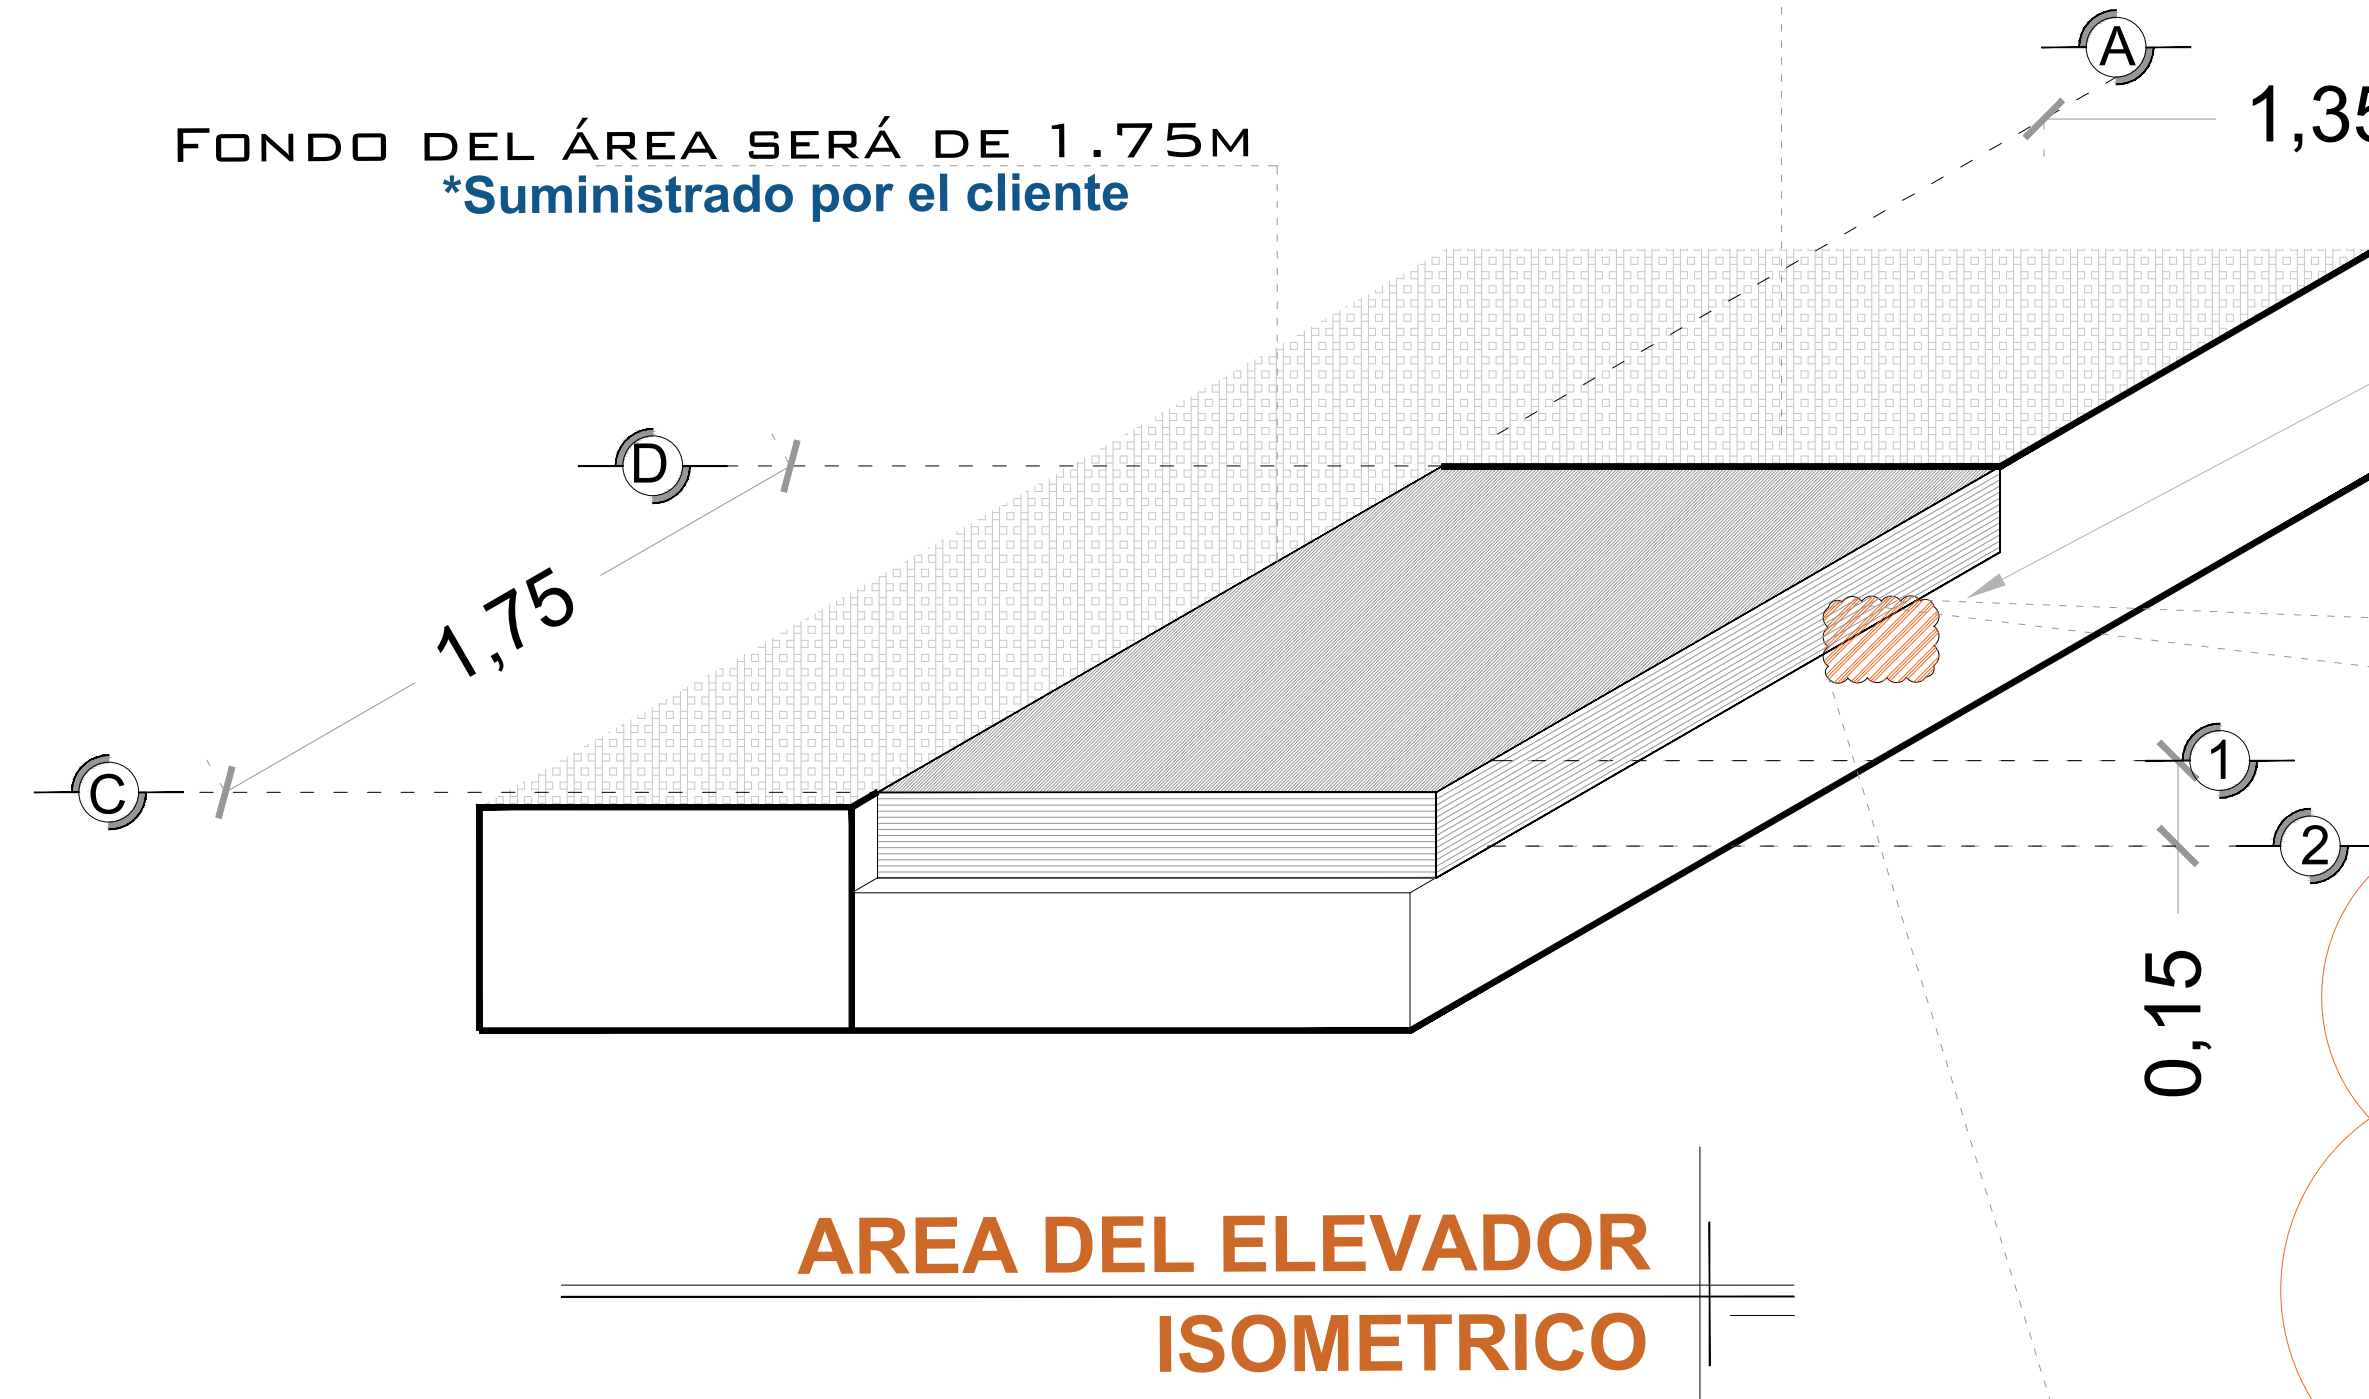 A
1,35
FONDO DEL ÁREA SERÁ DE 1.75M
*Suministrado por el cliente
D
1,75
C
1
2
0,15
AREA DEL ELEVADOR
ISOMETRICO